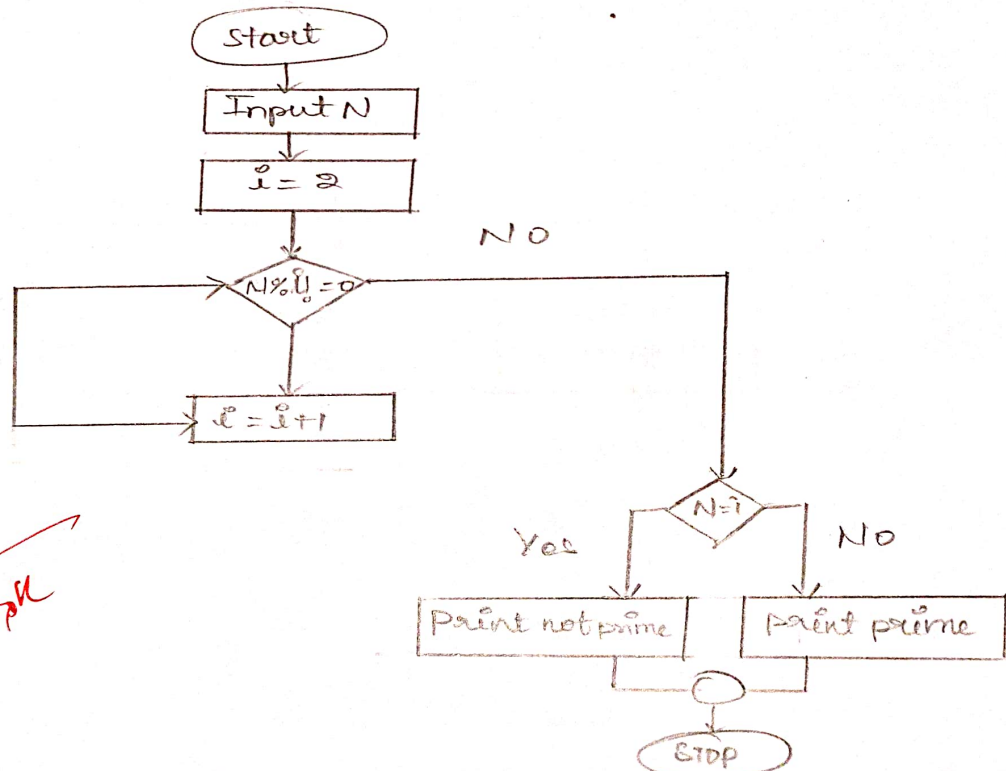 Start
Input N
i = 2
NO
N%i! = 0
i = i+1
N=i
Yes
NO
Print not prime
print prime
STOP